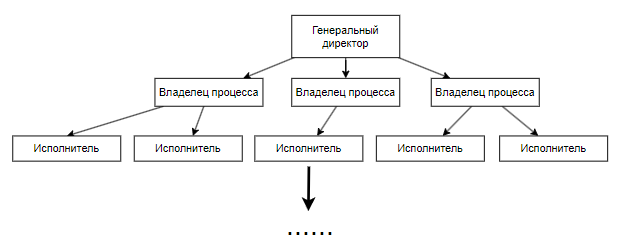 Генеральный
директор
Владелец процесса
Владелец процесса
Владелец процесса
Исполнитель
Исполнитель
Исполнитель
Исполнитель
Исполнитель
......